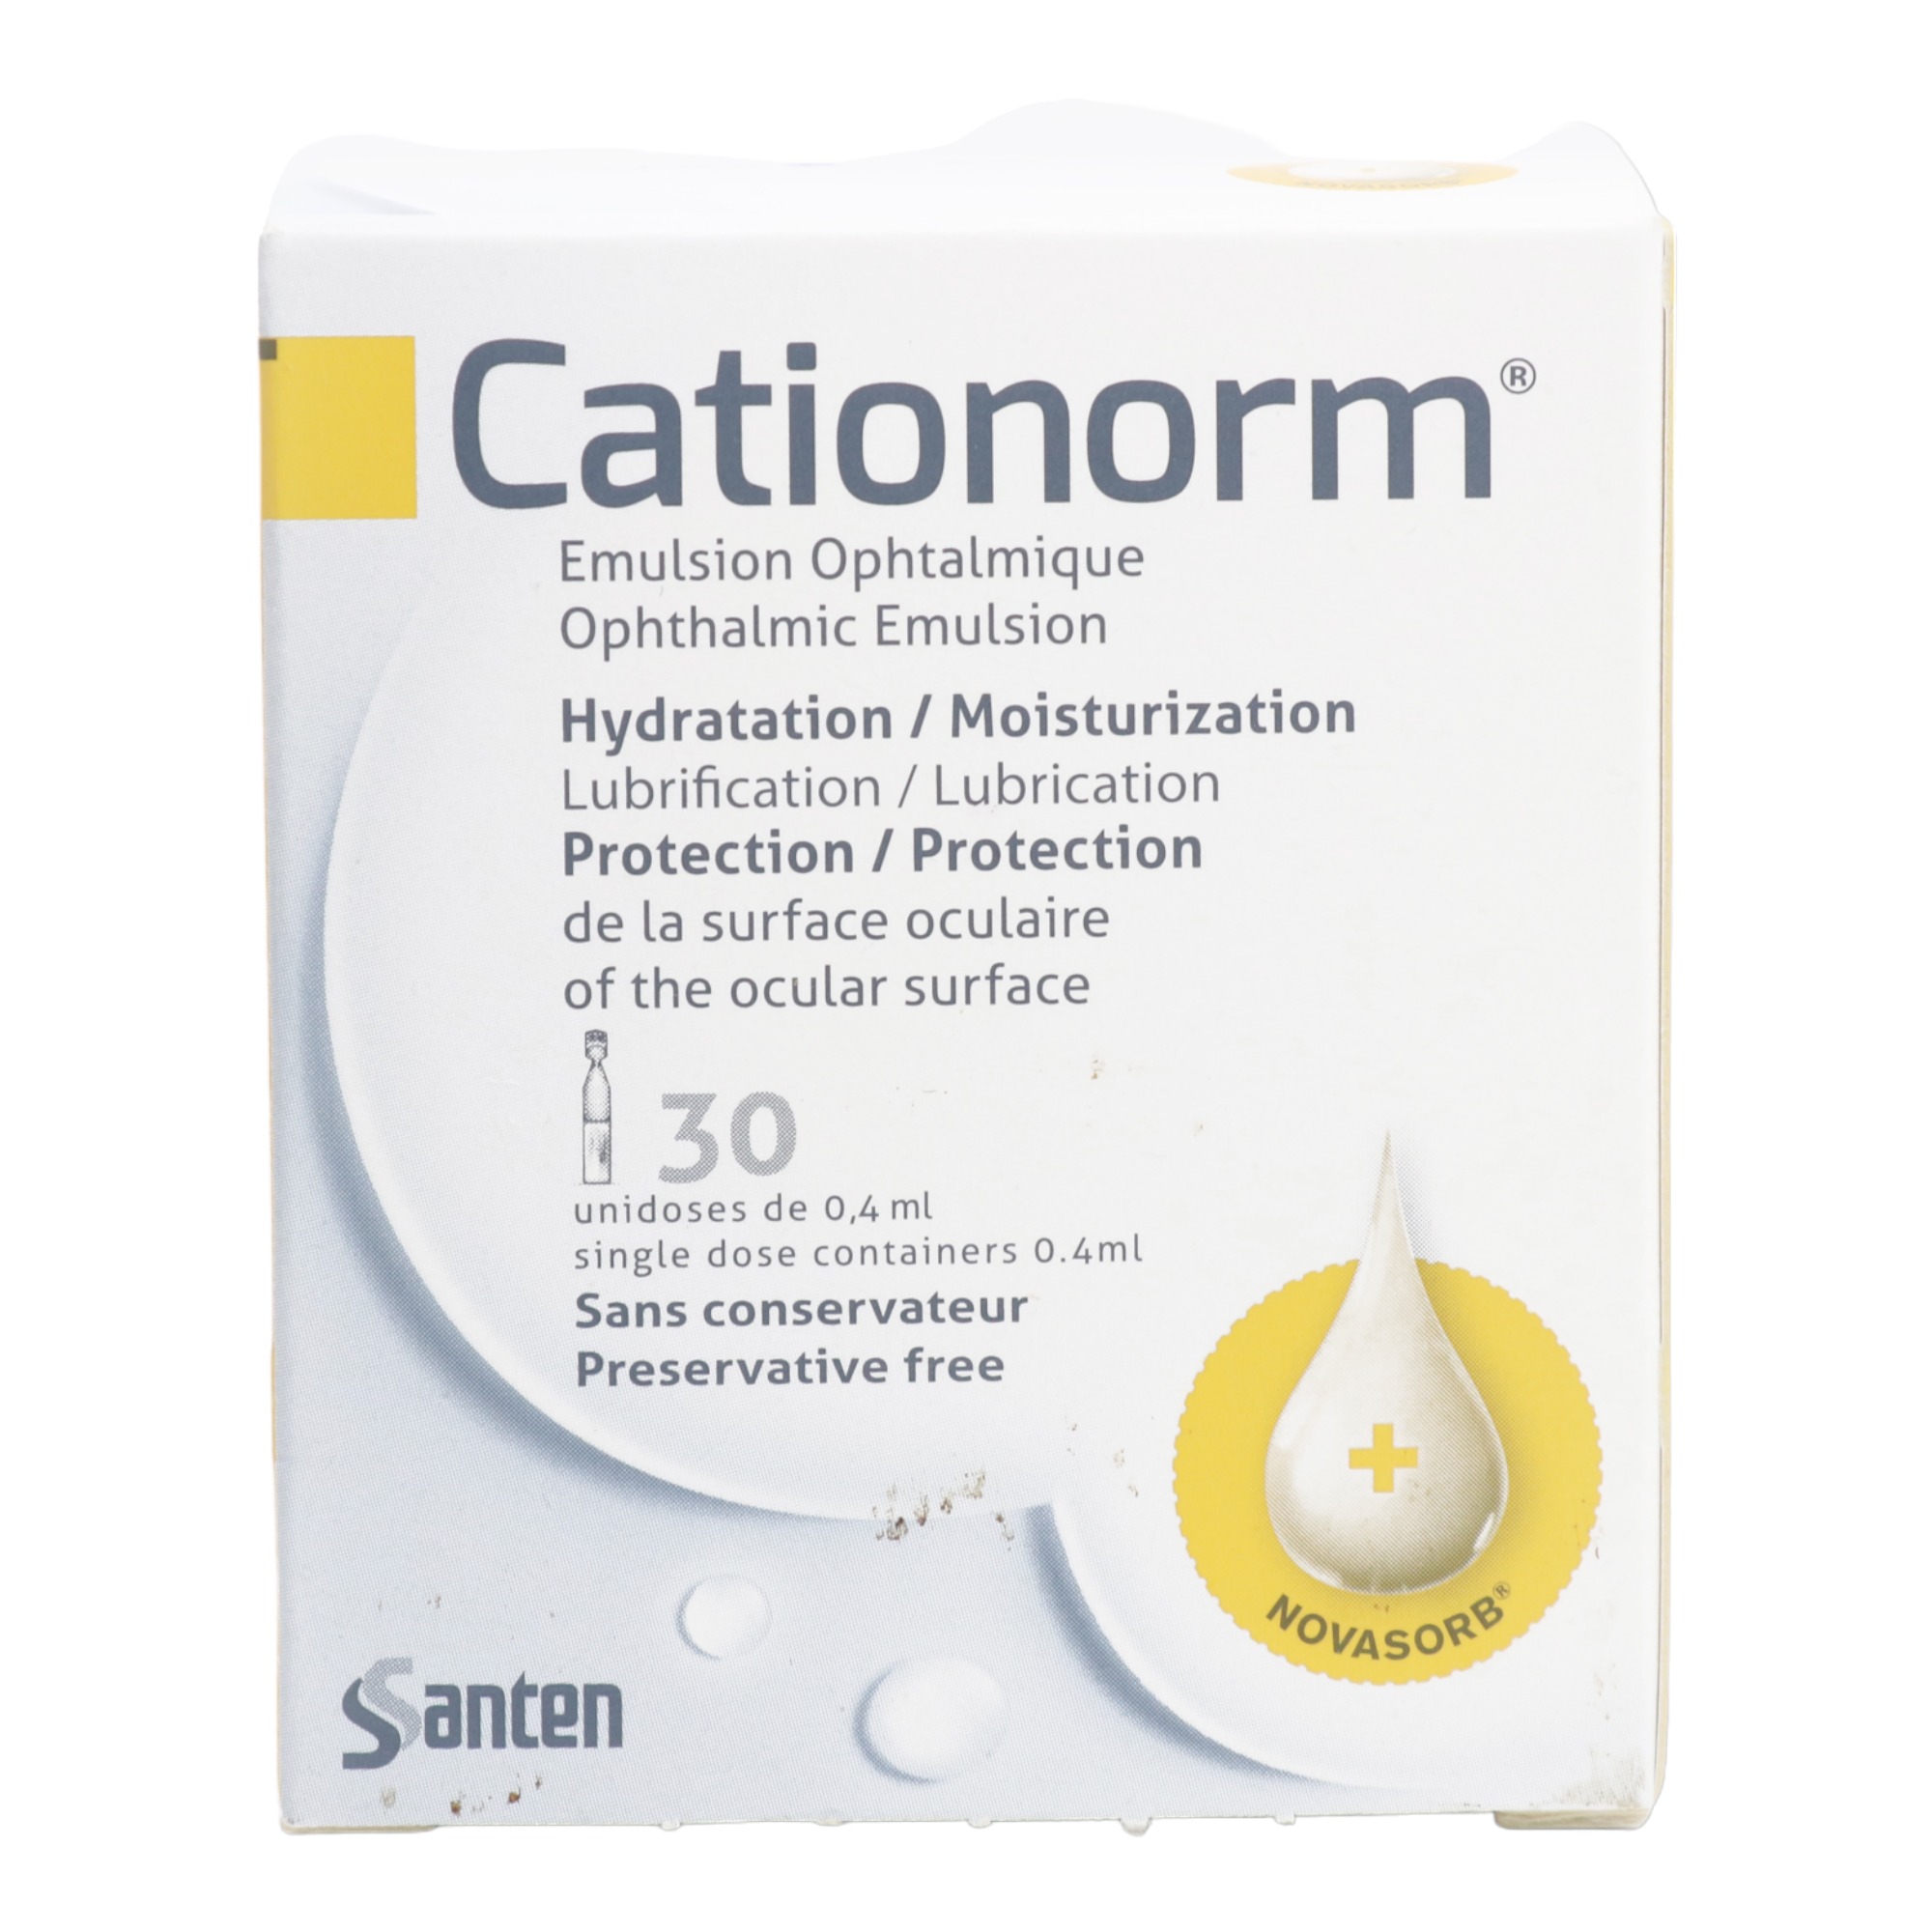 Cationorm®
Emulsion Ophtalmique
Ophthalmic Emulsion
Hydratation / Moisturization
Lubrification / Lubrication
Protection / Protection
de la surface oculaire
of the ocular surface
30
unidoses de 0,4 ml
single dose containers 0.4ml
Sans conservateur
Preservative free
NOVASORB®
Santen